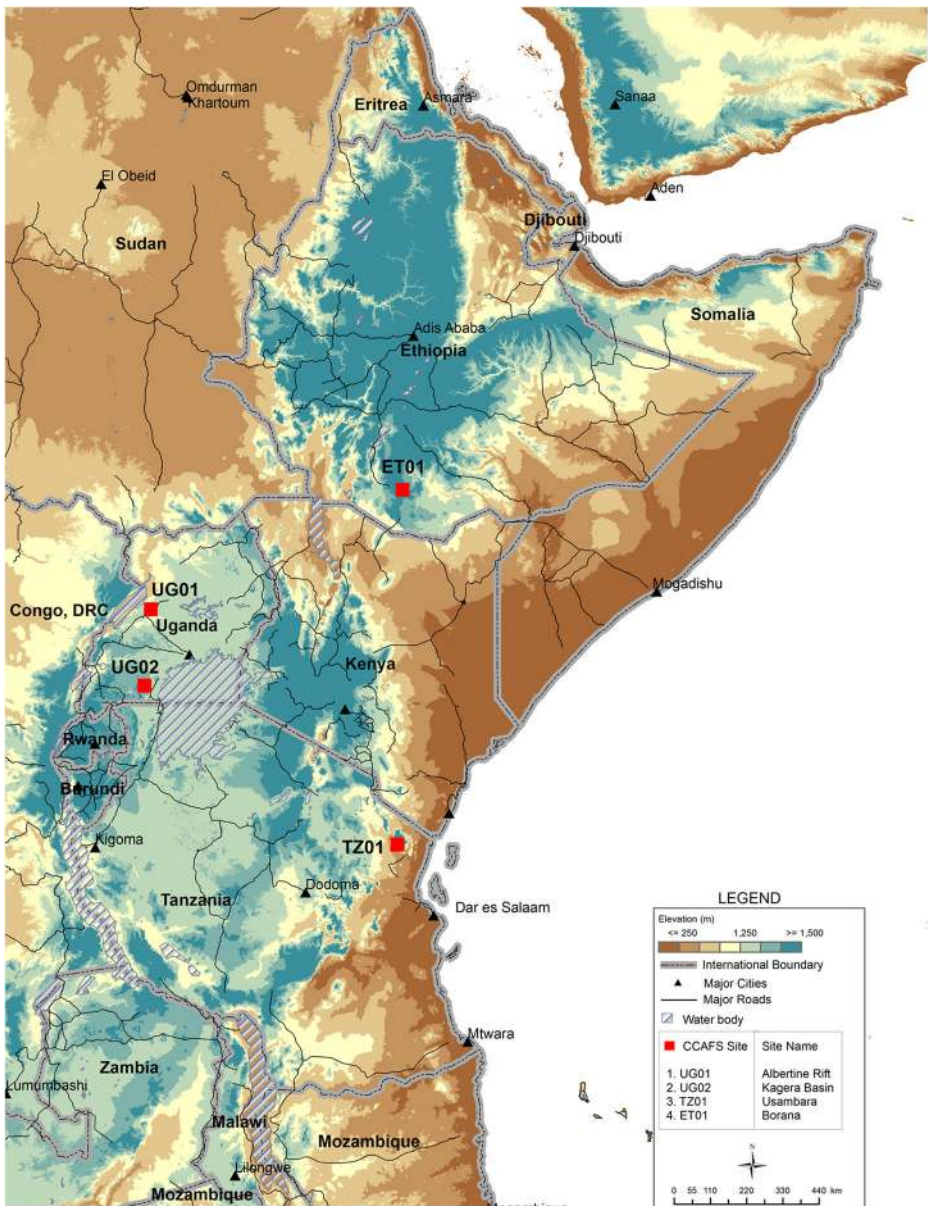 Omdurman
Khartoum
Eritrea
Asmara
Sanaa
El Obeid
Aden
Sudan
Djibouti
Djibouti
Somalia
Adis Ababa
Ethiopia
ET01
Mogadishu
UG01
Congo, DRC
Uganda
UG02
Kenya
Rwanda
Burundi
Kigoma
TZ01
Dodoma
Tanzania
Dar es Salaam
Mtwara
Zambia
Lumumbashi
Malawi
Mozambique
Lilongwe
Mozambique
Mozambique
LEGEND
Elevation (m)
<= 250 1,250 >= 1,500
International Boundary
Major Cities
Major Roads
Water body
CCAFS Site Site Name
1. UG01 Albertine Rift
2. UG02 Kagera Basin
3. TZ01 Usambara
4. ET01 Borana
N
0 55 110 220 330 440 km